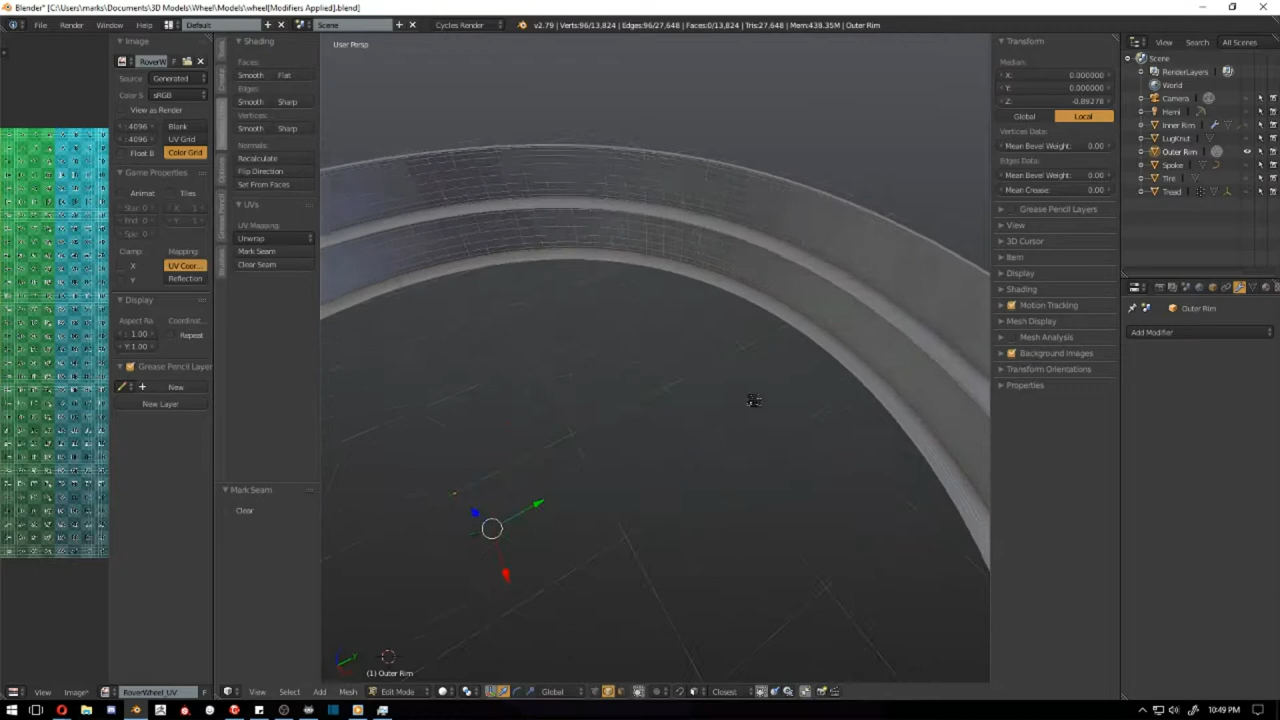 Blender* [C:\Users\marks\Documents\3D Models\Wheel\Models\wheel[Modifiers Applied].blend]
File Render Window Help Default Scene Cycles Render v2.79 | Verts:96/13,824 | Edges:96/27,648 | Faces:0/13,824 | Tris:27,648 | Mem:438.35M | Outer Rim
Image
RoverW F
Source Generated
Color S sRGB
View as Render
4096 Blank
4096 UV Grid
Float B Color Grid
Game Properties
Animat Tiles
Start: 0 X: 1
End: 0 Y: 1
Spe: 0
Clamp: Mapping:
X UV Coor...
Y Reflection
Display
Aspect Ra Coordinat...
1.00 Repeat
Y: 1.00
Grease Pencil Layer
New
New Layer
View Image* RoverWheel_UV F
Tools
Create
Options
Grease Pencil
Shading
Faces:
Smooth Flat
Edges:
Smooth Sharp
Vertices:
Smooth Sharp
Normals:
Recalculate
Flip Direction
Set From Faces
UVs
UV Mapping:
Unwrap
Mark Seam
Clear Seam
Mark Seam
Clear
User Persp
(1) Outer Rim
View Select Add Mesh Edit Mode Global Closest
Transform
Median:
X: 0.000000
Y: 0.000000
Z: -0.89278
Global Local
Vertices Data:
Mean Bevel Weight: 0.00
Edges Data:
Mean Bevel Weight: 0.00
Mean Crease: 0.00
Grease Pencil Layers
View
3D Cursor
Item
Display
Shading
Motion Tracking
Mesh Display
Mesh Analysis
Background Images
Transform Orientations
Properties
View Search All Scenes
Scene
RenderLayers
World
Camera
Hemi
Inner Rim
LugKnut
Outer Rim
Spoke
Tire
Tread
Outer Rim
Add Modifier
10:49 PM